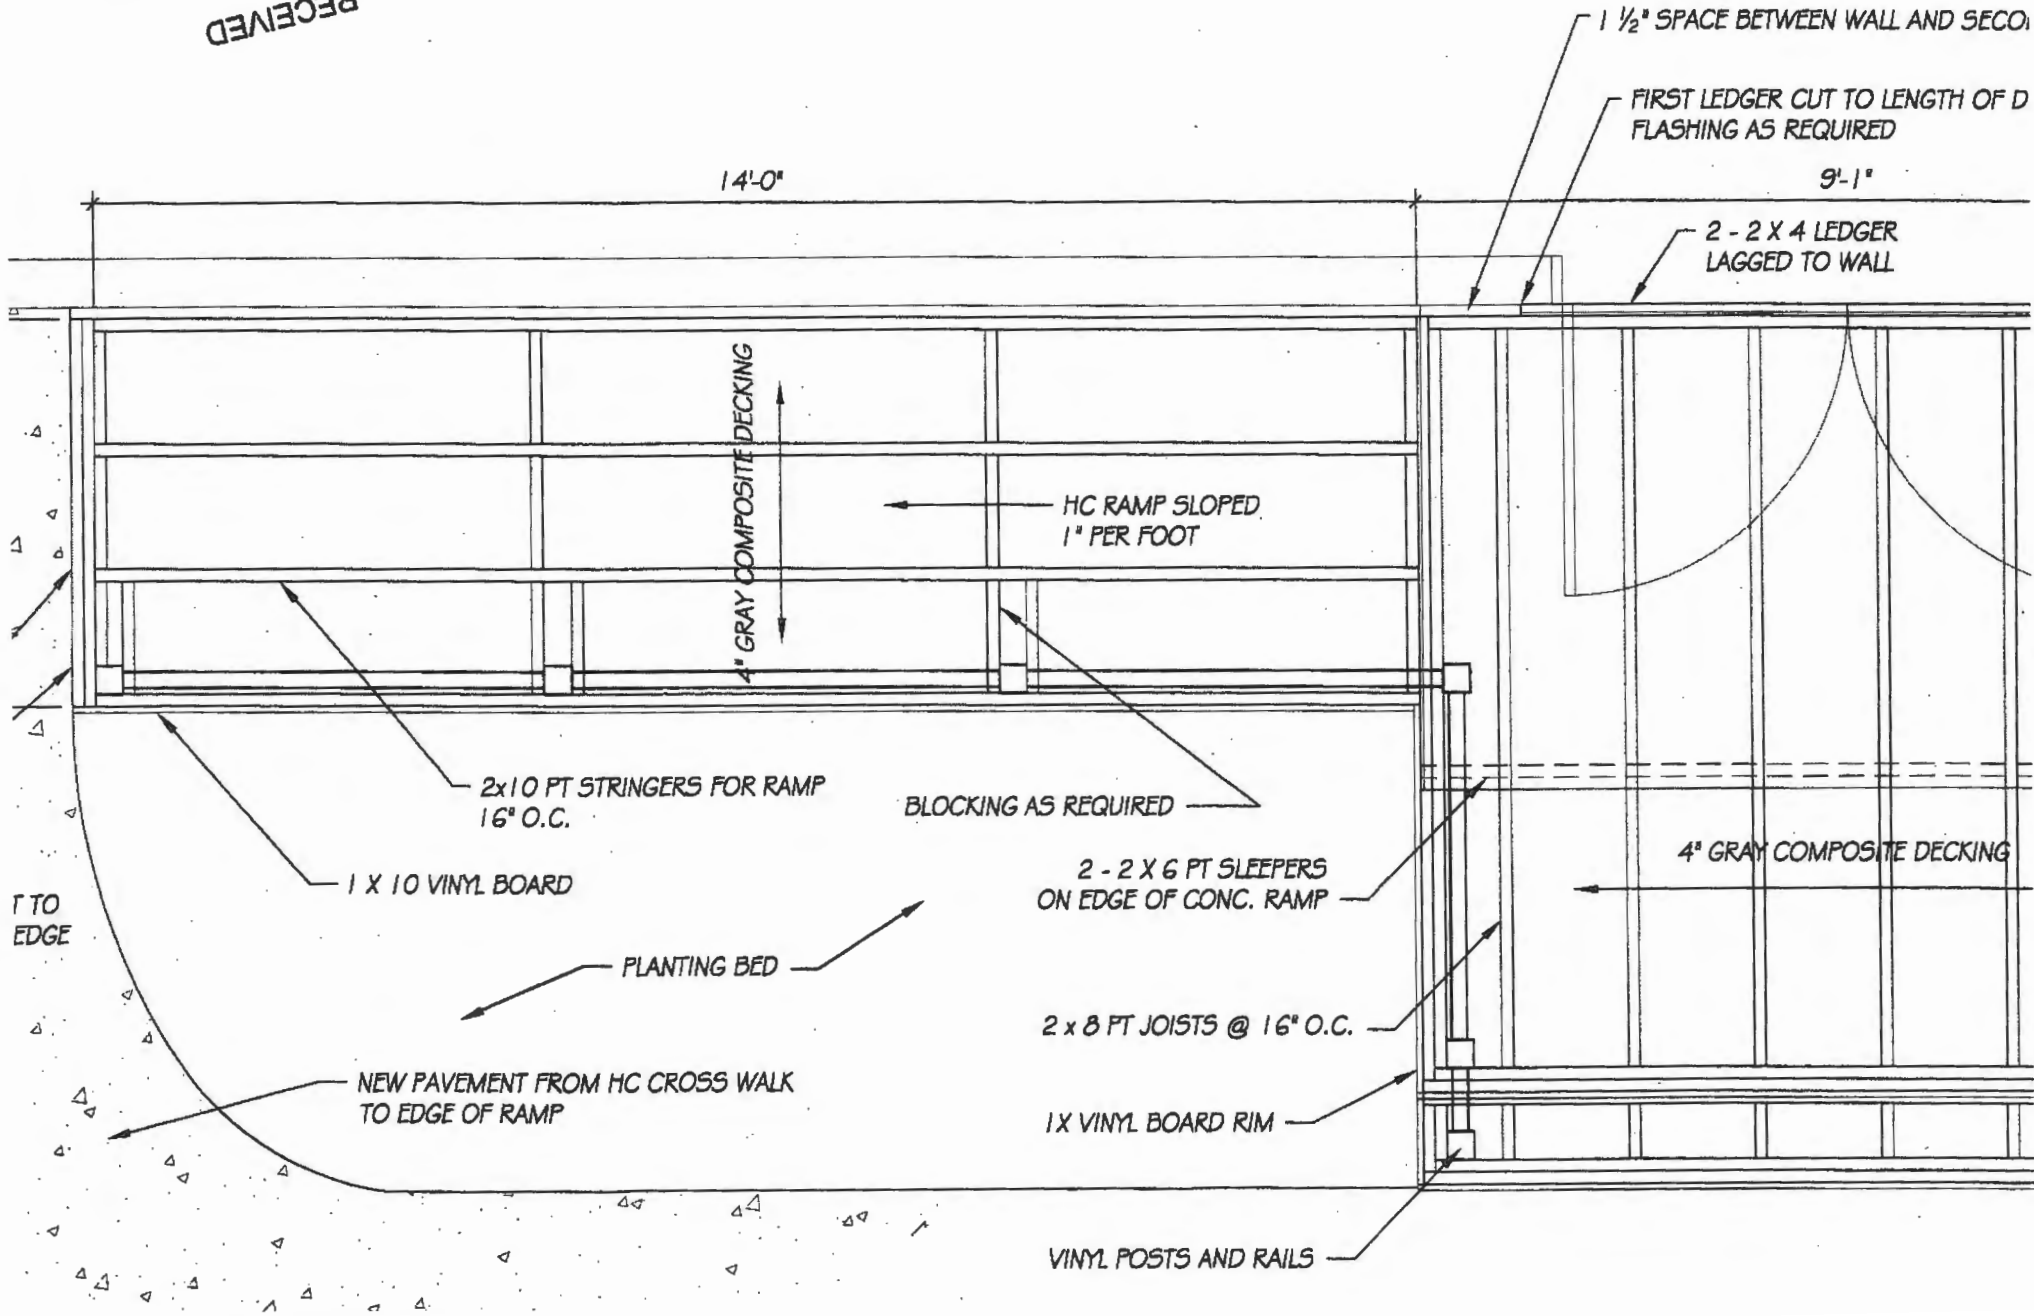 RECEIVED
1 ½" SPACE BETWEEN WALL AND
FIRST LEDGER CUT TO LENGTH OF
FLASHING AS REQUIRED
14'-0"
9'-1"
2 - 2 X 4 LEDGER
LAGGED TO WALL
4" GRAY COMPOSITE DECKING
HC RAMP SLOPED
1" PER FOOT
2x10 PT STRINGERS FOR RAMP
16" O.C.
BLOCKING AS REQUIRED
1 X 10 VINYL BOARD
2 - 2 X 6 PT SLEEPERS
ON EDGE OF CONC. RAMP
4" GRAY COMPOSITE DECKING
T TO
EDGE
PLANTING BED
2 x 8 PT JOISTS @ 16" O.C.
NEW PAVEMENT FROM HC CROSS WALK
TO EDGE OF RAMP
1X VINYL BOARD RIM
VINYL POSTS AND RAILS